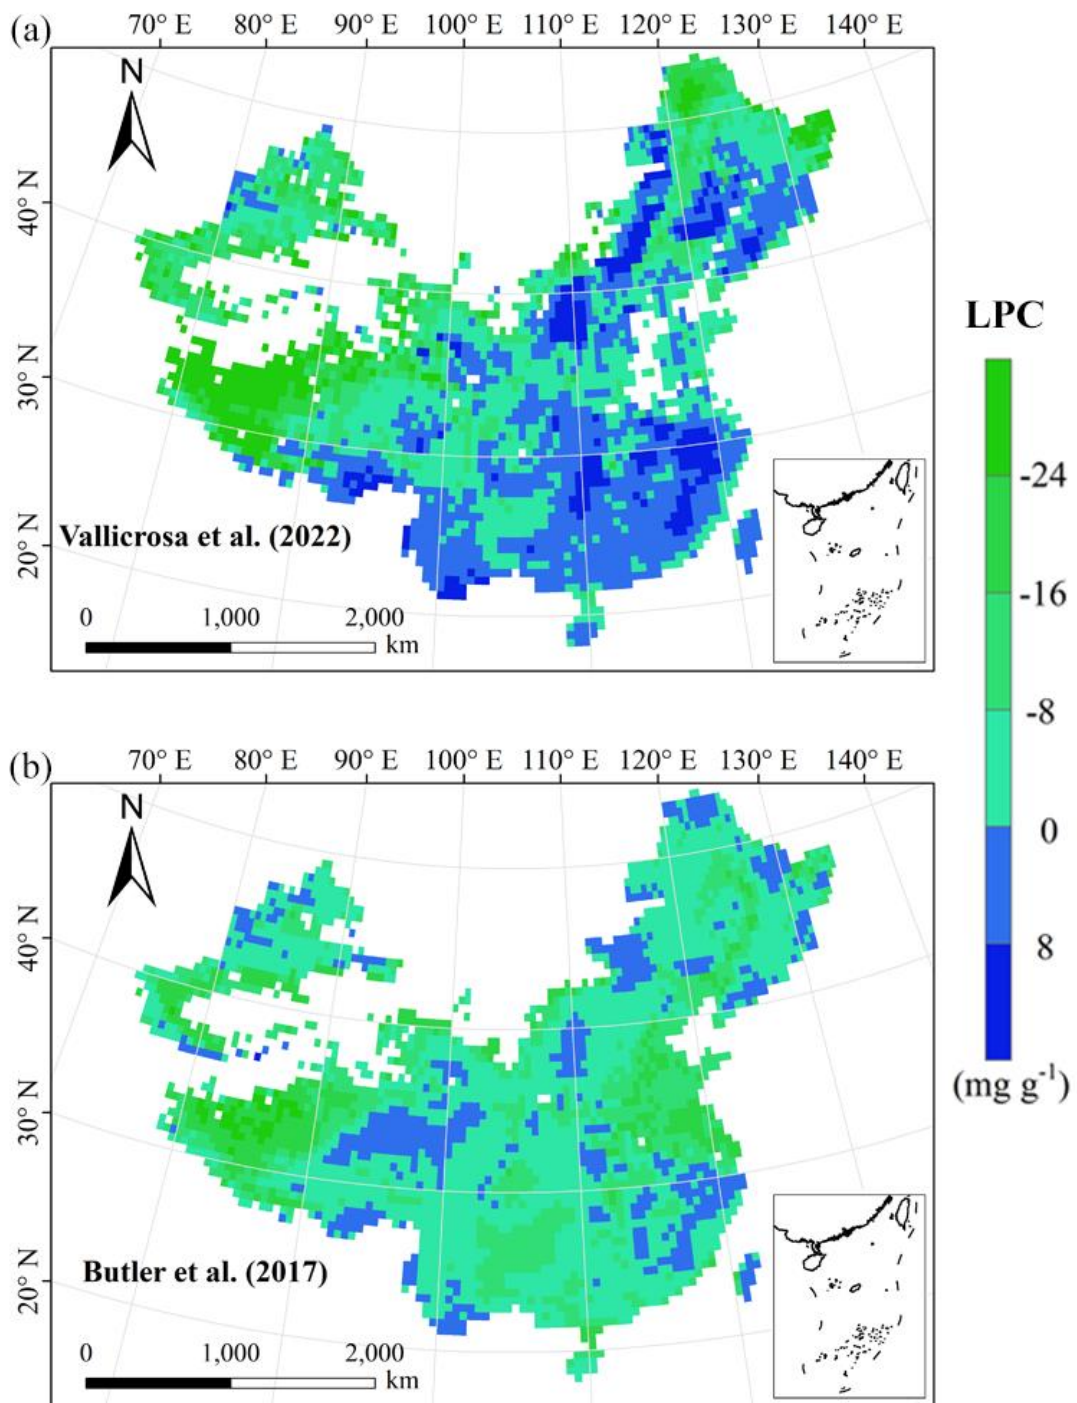 (a)
70° E 80° E 90° E 100° E 110° E 120° E 130° E 140° E
N
40° N
30° N
20° N
Vallicrosa et al. (2022)
0 1,000 2,000
km
LPC
-24
-16
-8
0
8
(mg g⁻¹)
(b)
70° E 80° E 90° E 100° E 110° E 120° E 130° E 140° E
N
40° N
30° N
20° N
Butler et al. (2017)
0 1,000 2,000
km